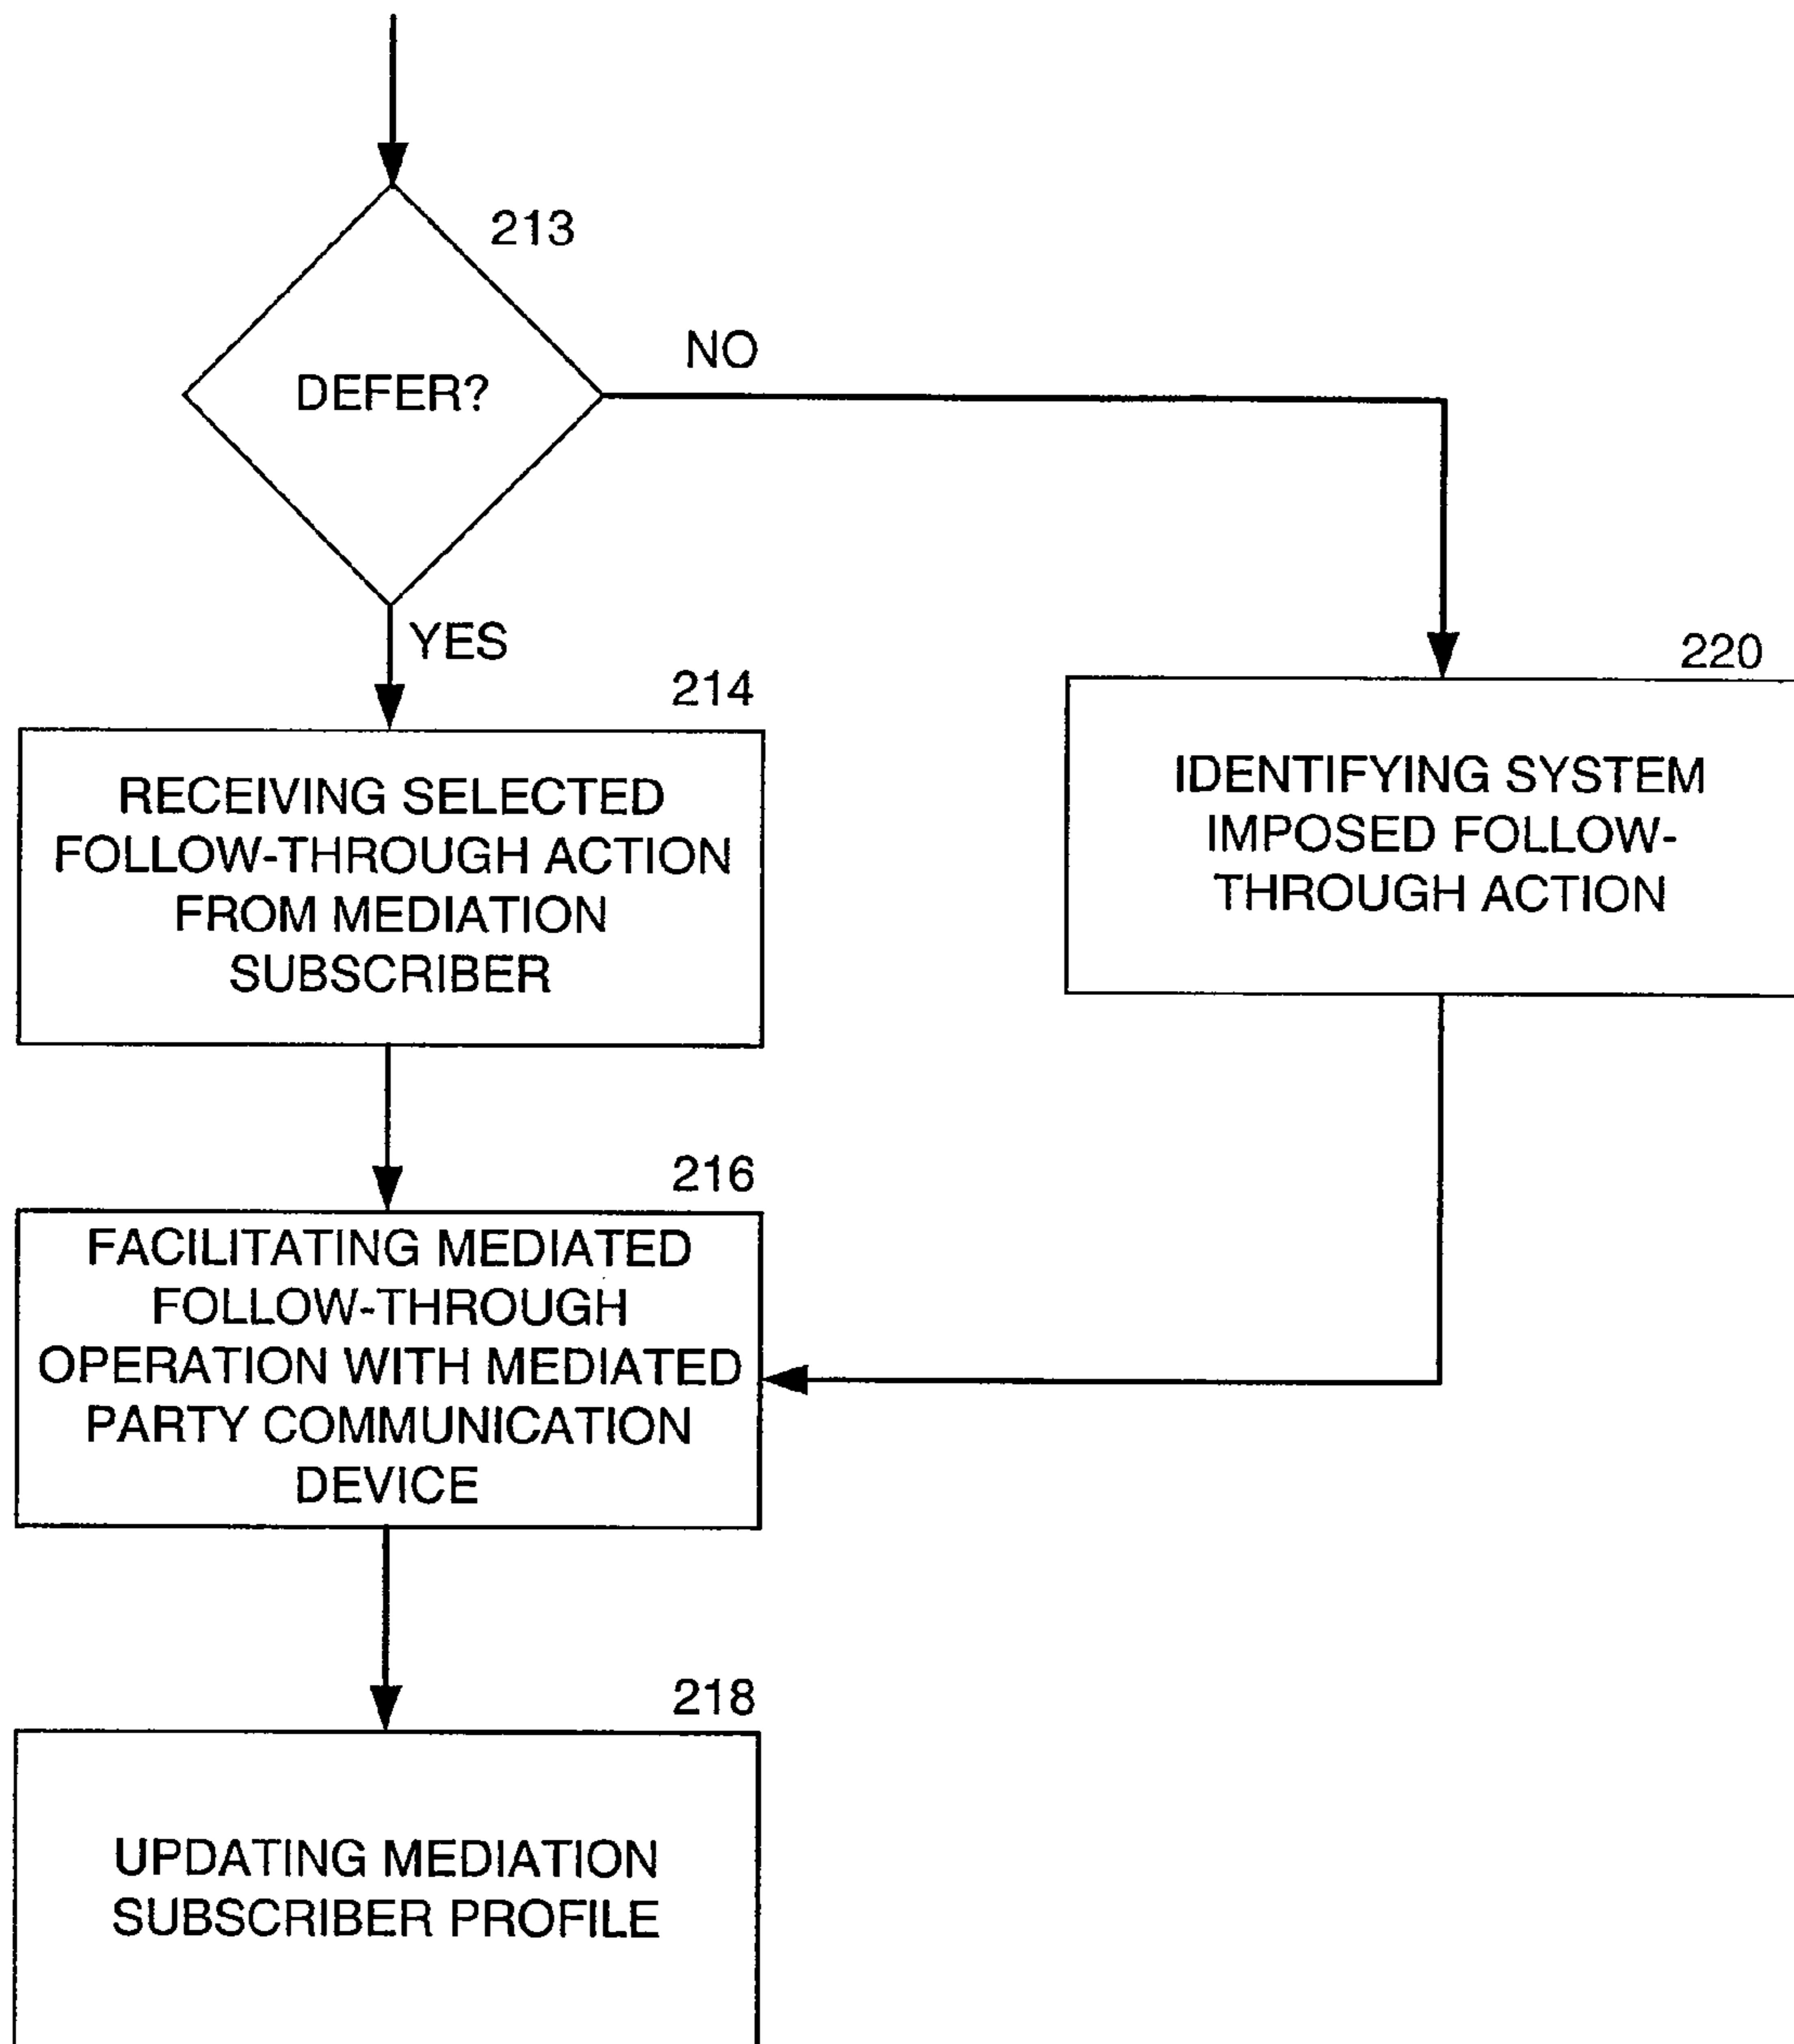 213
DEFER?
NO
YES
214
RECEIVING SELECTED
FOLLOW-THROUGH ACTION
FROM MEDIATION
SUBSCRIBER
220
IDENTIFYING SYSTEM
IMPOSED FOLLOW-
THROUGH ACTION
216
FACILITATING MEDIATED
FOLLOW-THROUGH
OPERATION WITH MEDIATED
PARTY COMMUNICATION
DEVICE
218
UPDATING MEDIATION
SUBSCRIBER PROFILE